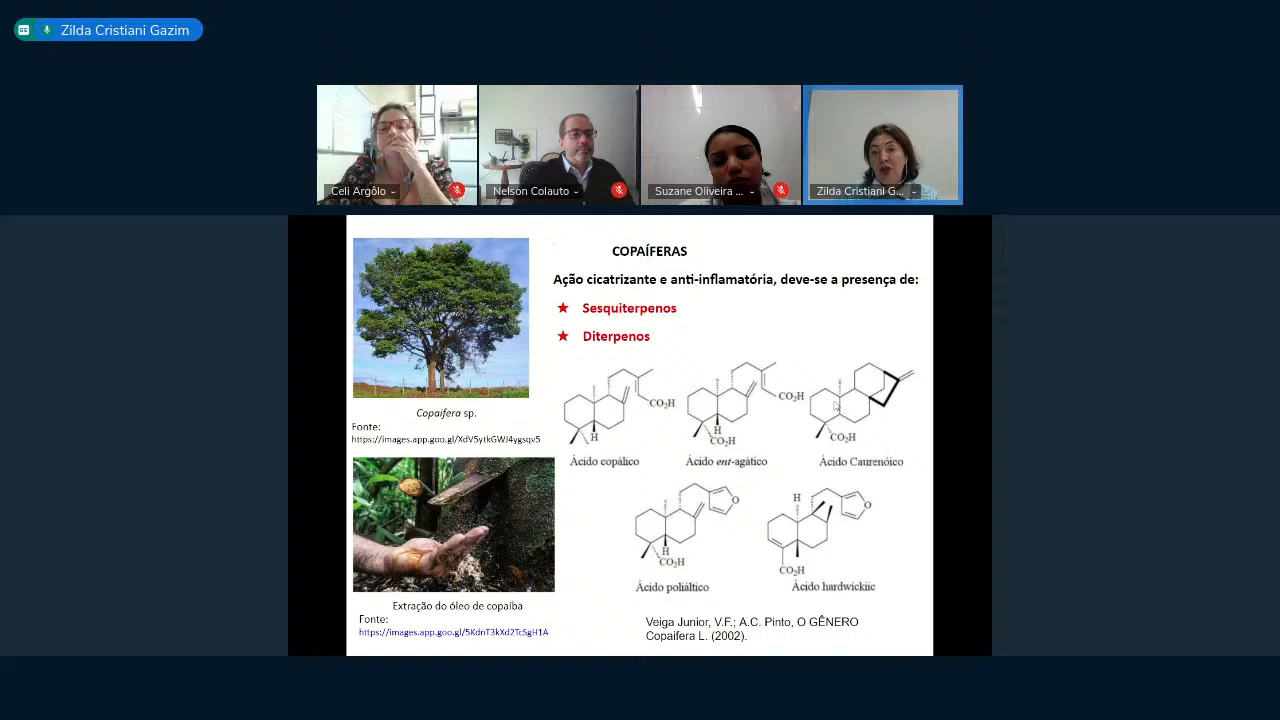 Zilda Cristiani Gazim
Celi Argôlo
Nelson Colauto
Suzane Oliveira ...
Zilda Cristiani G...
COPAÍFERAS
Ação cicatrizante e anti-inflamatória, deve-se a presença de:
★ Sesquiterpenos
★ Diterpenos
Copaifera sp.
Fonte:
https://images.app.goo.gl/XdV5ytkGWJ4ygsqv5
CO₂H
H
Ácido copálico
CO₂H
H
CO₂H
Ácido ent-agático
CO₂H
Ácido Caurenóico
O
H
CO₂H
Ácido poliáltico
H
O
CO₂H
Ácido hardwickiic
Extração do óleo de copaíba
Fonte:
https://images.app.goo.gl/5KdnT3kXd2TcSgH1A
Veiga Junior, V.F.; A.C. Pinto, O GÊNERO
Copaifera L. (2002).